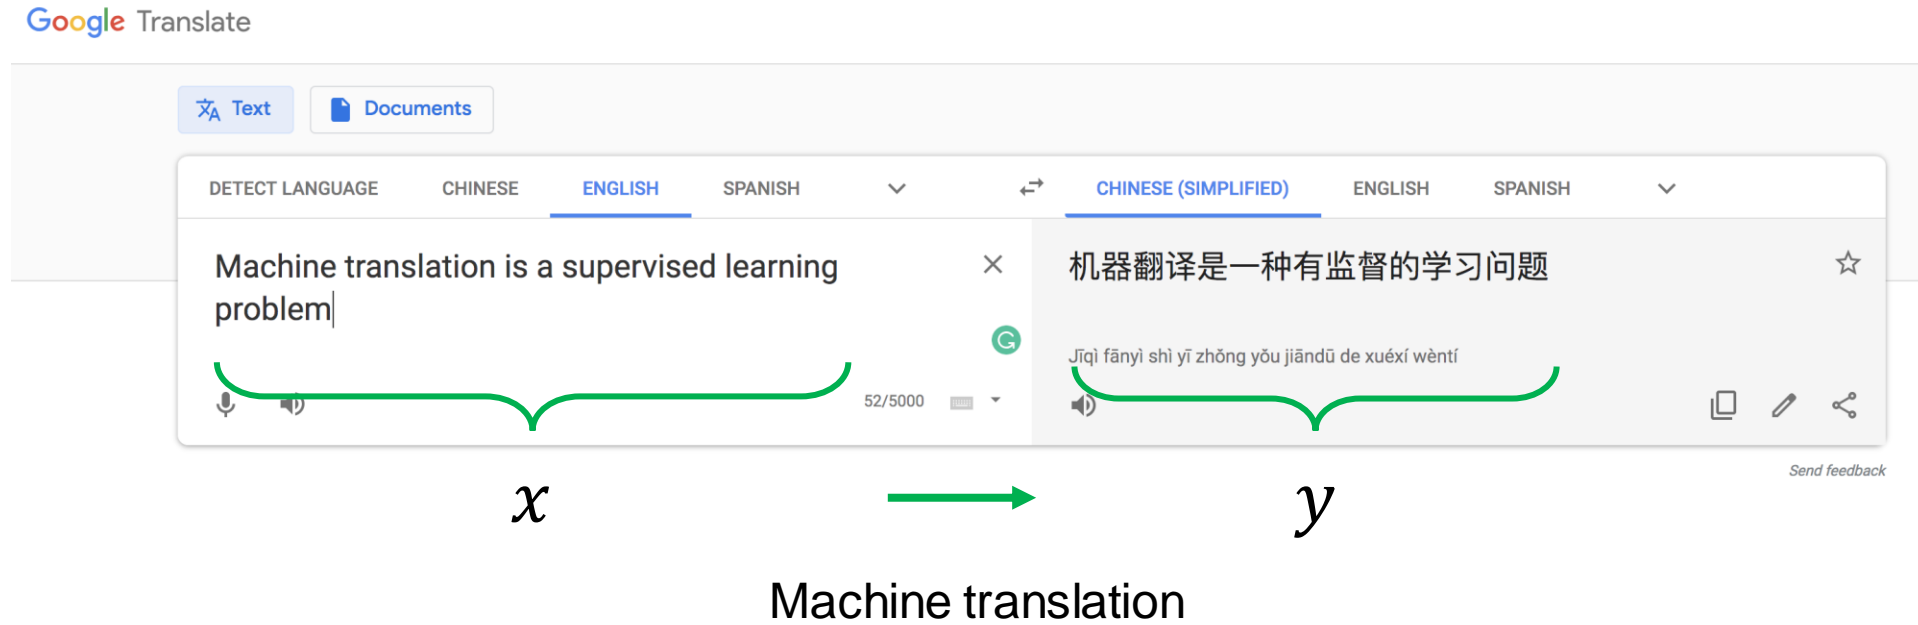 Google Translate
Text
Documents
DETECT LANGUAGE CHINESE ENGLISH SPANISH
CHINESE (SIMPLIFIED) ENGLISH SPANISH
Machine translation is a supervised learning
problem
52/5000
机器翻译是一种有监督的学习问题
Jīqì fānyì shì yī zhǒng yǒu jiāndū de xuéxí wèntí
Send feedback
x
y
Machine translation